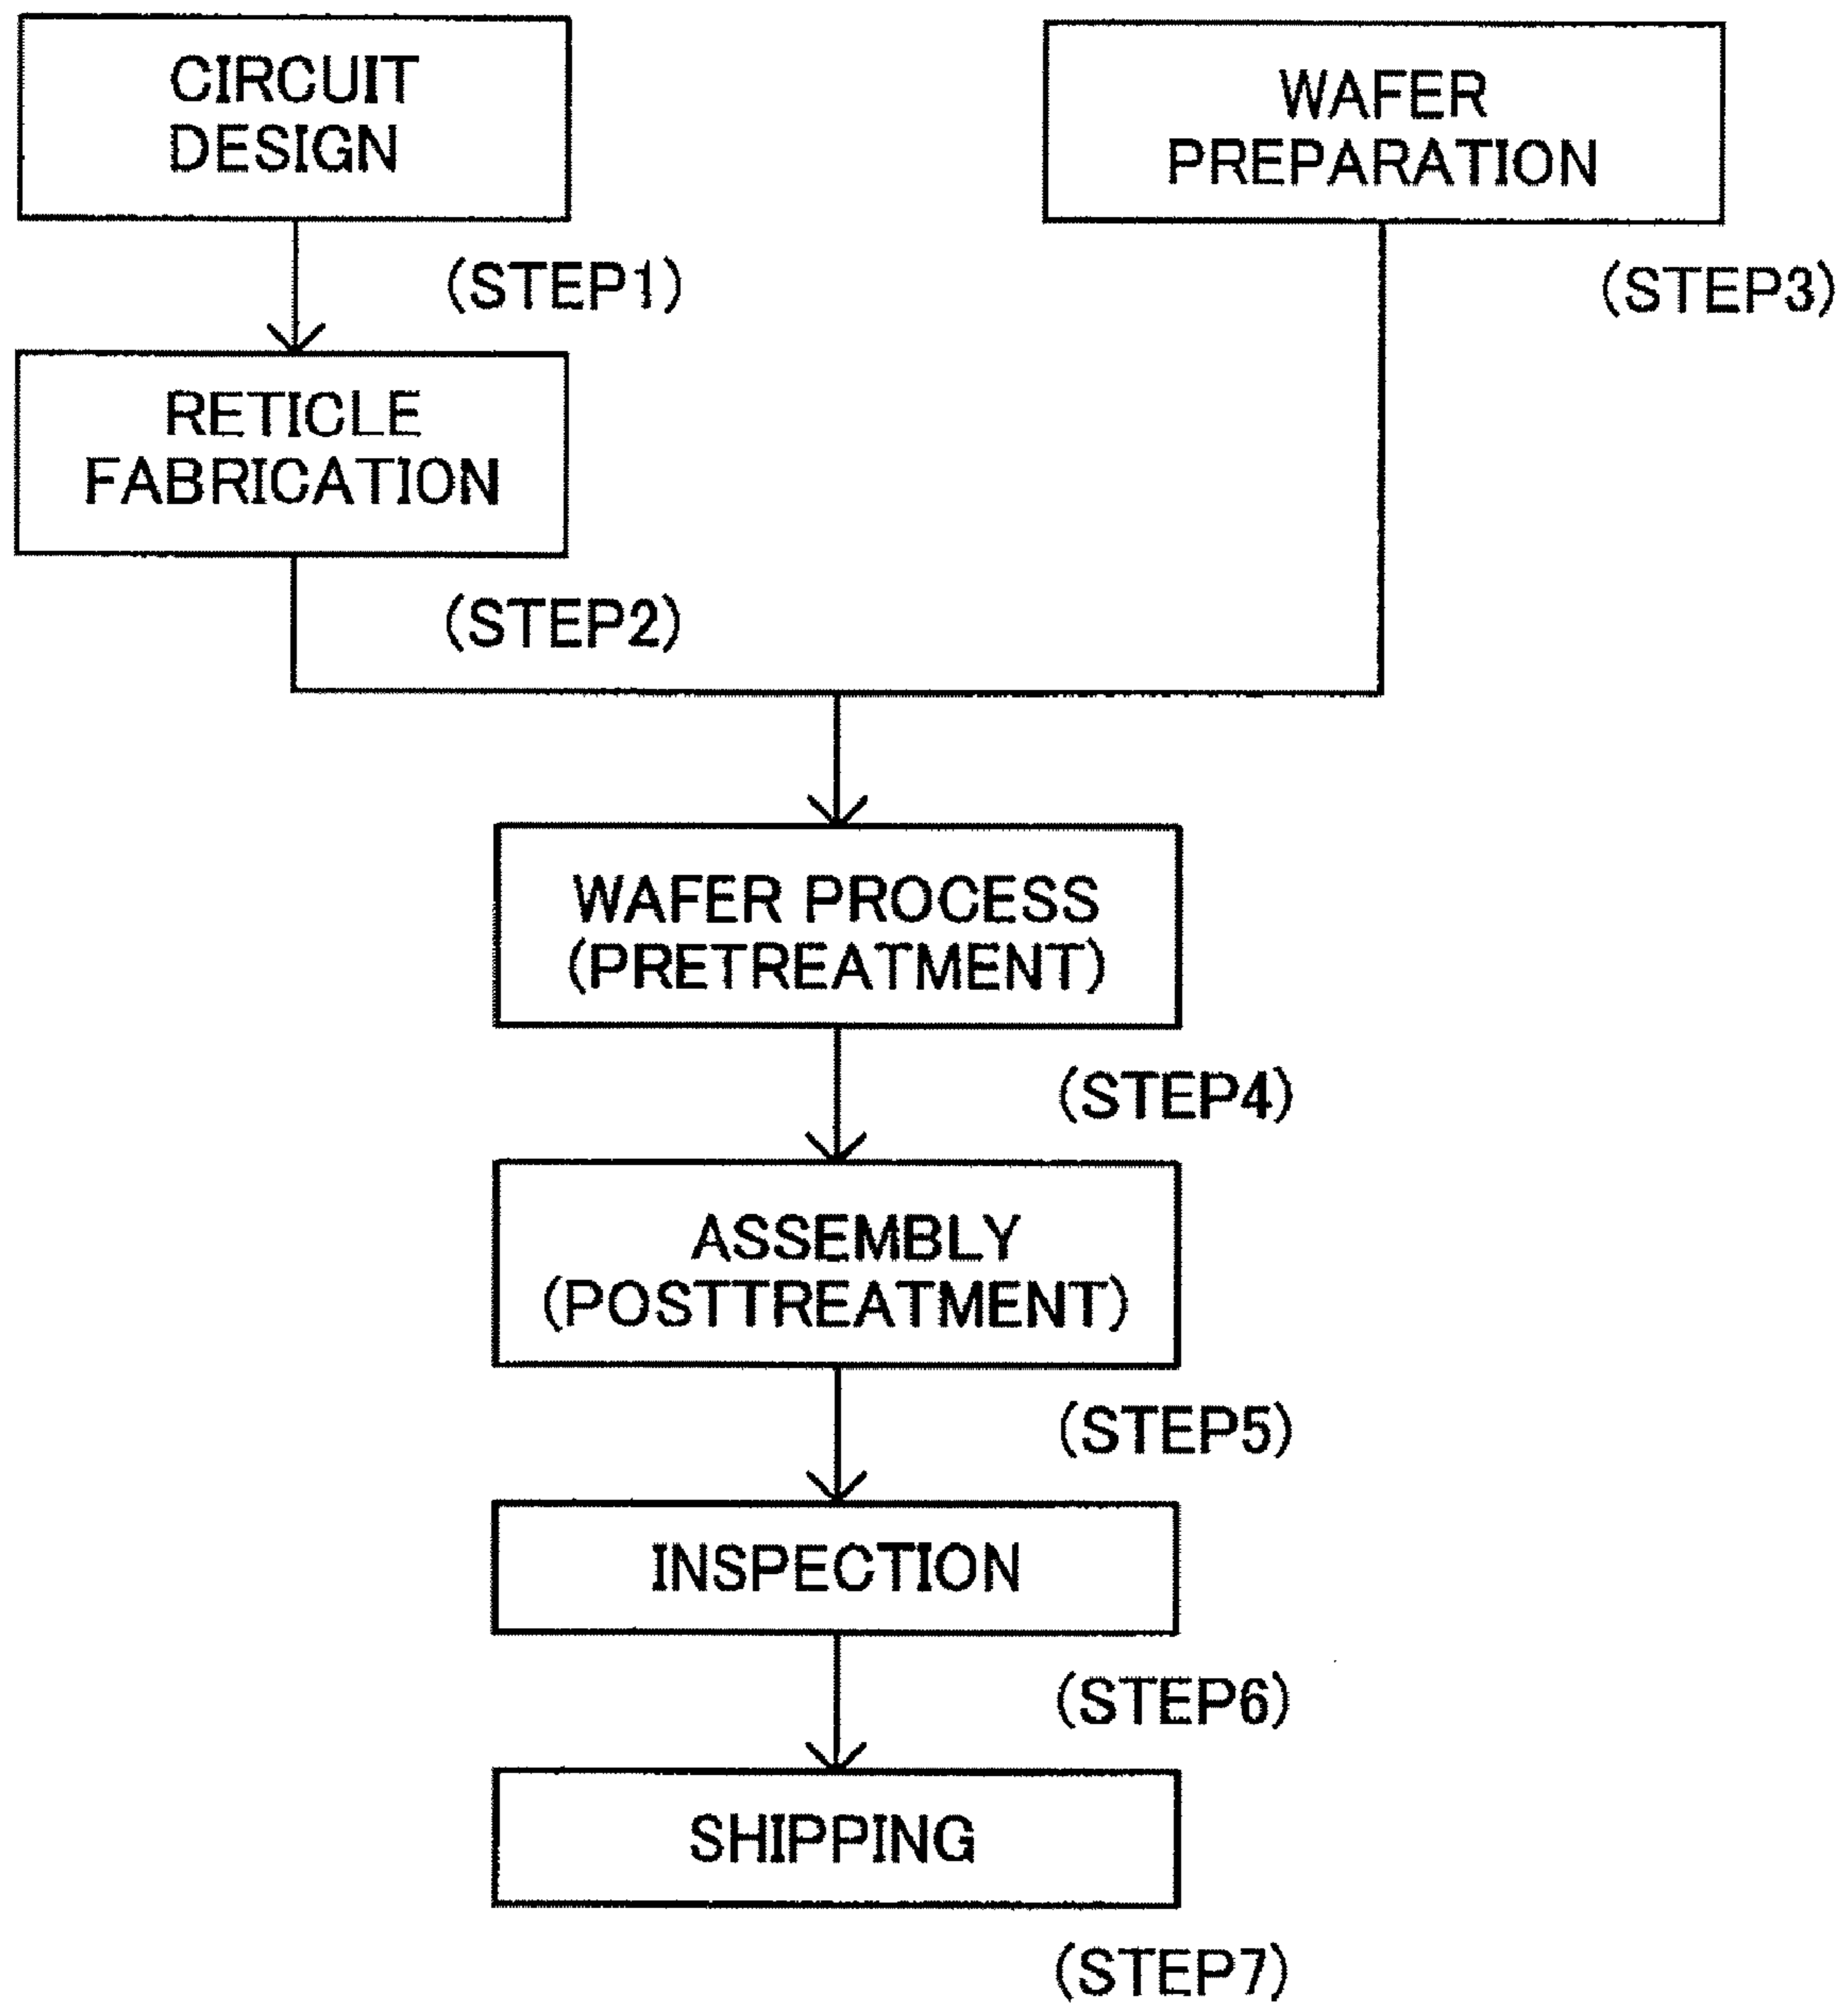 CIRCUIT
DESIGN
(STEP1)
RETICLE
FABRICATION
(STEP2)
WAFER
PREPARATION
(STEP3)
WAFER PROCESS
(PRETREATMENT)
(STEP4)
ASSEMBLY
(POSTTREATMENT)
(STEP5)
INSPECTION
(STEP6)
SHIPPING
(STEP7)